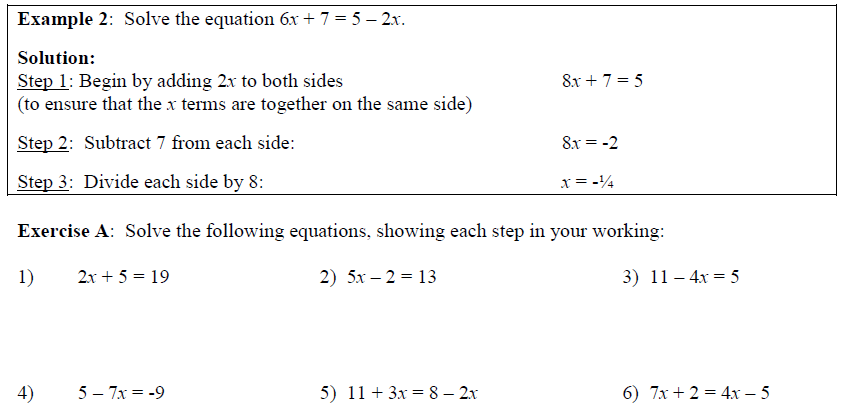 Example 2: Solve the equation 6x + 7 = 5 – 2x.
Solution:
Step 1: Begin by adding 2x to both sides 8x + 7 = 5
(to ensure that the x terms are together on the same side)
Step 2: Subtract 7 from each side: 8x = -2
Step 3: Divide each side by 8: x = -¼
Exercise A: Solve the following equations, showing each step in your working:
1) 2x + 5 = 19 2) 5x – 2 = 13 3) 11 – 4x = 5
4) 5 – 7x = -9 5) 11 + 3x = 8 – 2x 6) 7x + 2 = 4x – 5